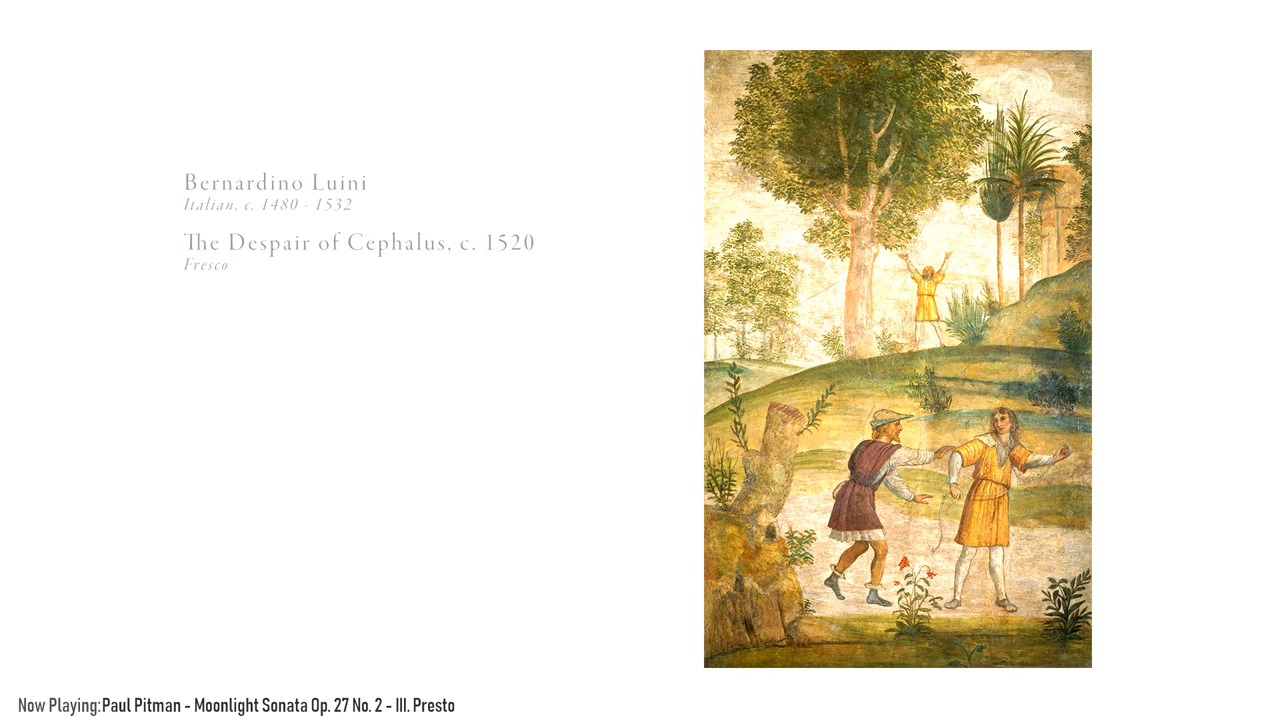 Bernardino Luini
Italian, c. 1480 - 1532
The Despair of Cephalus, c. 1520
Fresco
Now Playing: Paul Pitman - Moonlight Sonata Op. 27 No. 2 - III. Presto